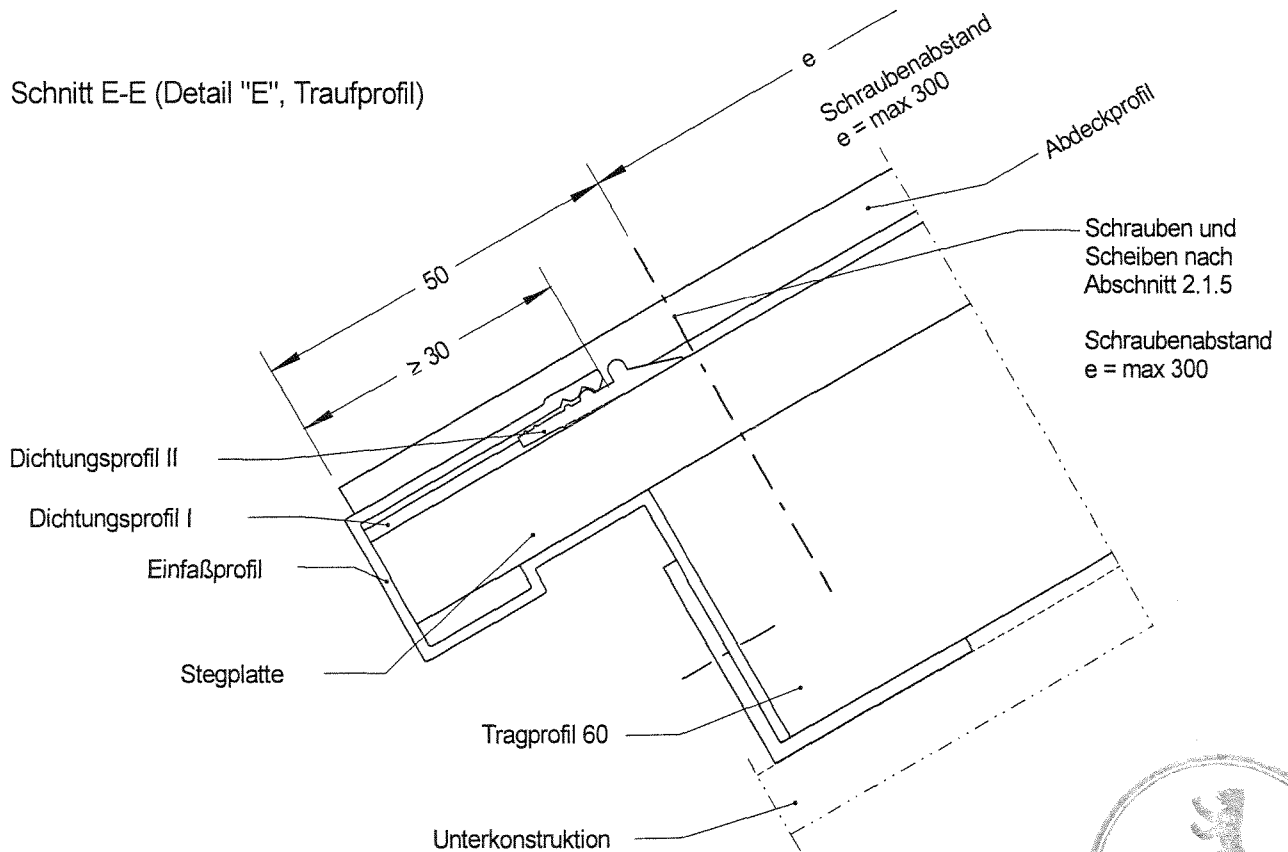 Schnitt E-E (Detail "E", Traufprofil)
e
Schraubenabstand
e = max 300
Abdeckprofil
Schrauben und
Scheiben nach
Abschnitt 2.1.5
Schraubenabstand
e = max 300
50
≥ 30
Dichtungsprofil II
Dichtungsprofil I
Einfaßprofil
Stegplatte
Tragprofil 60
Unterkonstruktion